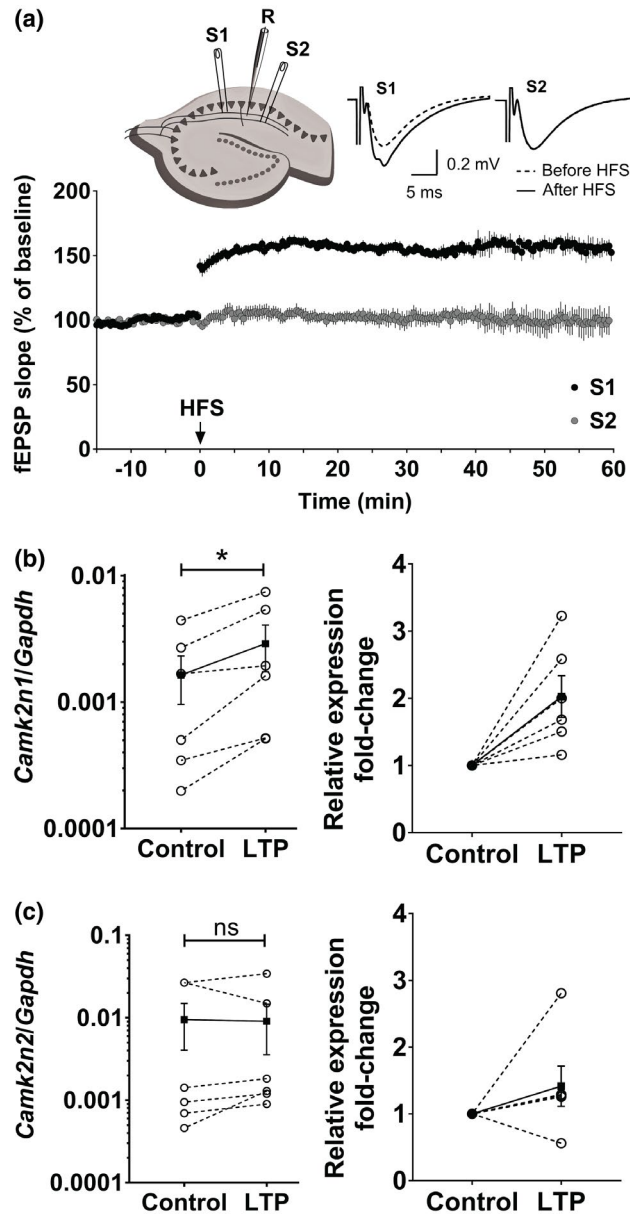 (a)
S1 R S2
S1 S2
0.2 mV
5 ms
Before HFS
After HFS
fEPSP slope (% of baseline)
200
150
100
50
0
HFS
S1
S2
-10 0 10 20 30 40 50 60
Time (min)
(b)
Camk2n1/Gapdh
0.01
0.001
0.0001
*
Control LTP
Relative expression
fold-change
4
3
2
1
0
Control LTP
(c)
Camk2n2/Gapdh
0.1
0.01
0.001
0.0001
ns
Control LTP
Relative expression
fold-change
4
3
2
1
0
Control LTP